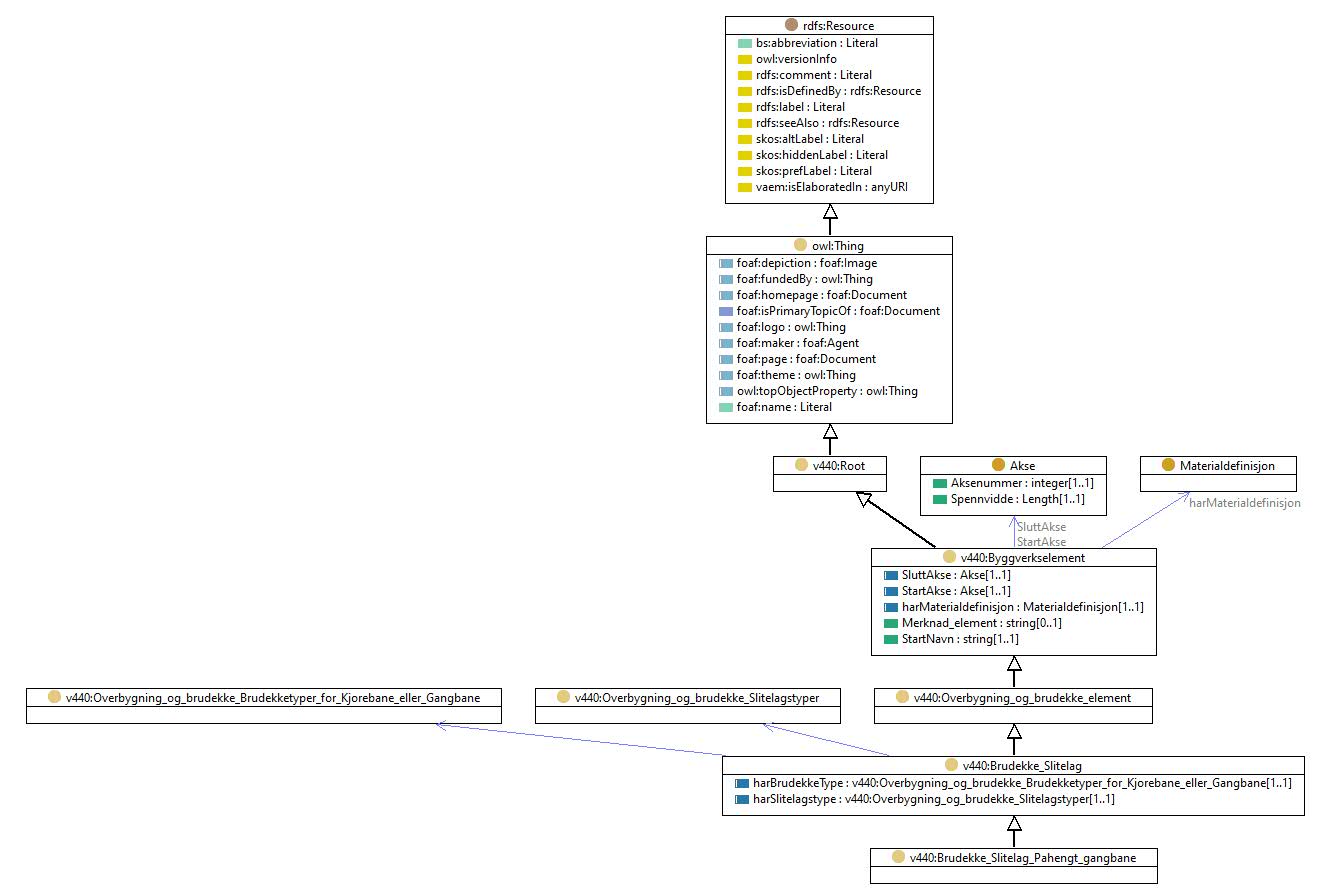 rdfs:Resource
bs:abbreviation : Literal
owl:versionInfo
rdfs:comment : Literal
rdfs:isDefinedBy : rdfs:Resource
rdfs:label : Literal
rdfs:seeAlso : rdfs:Resource
skos:altLabel : Literal
skos:hiddenLabel : Literal
skos:prefLabel : Literal
vaem:isElaboratedIn : anyURI
owl:Thing
foaf:depiction : foaf:Image
foaf:fundedBy : owl:Thing
foaf:homepage : foaf:Document
foaf:isPrimaryTopicOf : foaf:Document
foaf:logo : owl:Thing
foaf:maker : foaf:Agent
foaf:page : foaf:Document
foaf:theme : owl:Thing
owl:topObjectProperty : owl:Thing
foaf:name : Literal
v440:Root
Akse
Aksenummer : integer[1..1]
Spennvidde : Length[1..1]
Materialdefinisjon
harMaterialdefinisjon
SluttAkse
StartAkse
v440:Byggverkselement
SluttAkse : Akse[1..1]
StartAkse : Akse[1..1]
harMaterialdefinisjon : Materialdefinisjon[1..1]
Merknad_element : string[0..1]
StartNavn : string[1..1]
v440:Overbygning_og_brudekke_Brudekketyper_for_Kjorebane_eller_Gangbane
v440:Overbygning_og_brudekke_Slitelagstyper
v440:Overbygning_og_brudekke_element
v440:Brudekke_Slitelag
harBrudekkeType : v440:Overbygning_og_brudekke_Brudekketyper_for_Kjorebane_eller_Gangbane[1..1]
harSlitelagstype : v440:Overbygning_og_brudekke_Slitelagstyper[1..1]
v440:Brudekke_Slitelag_Pahengt_gangbane